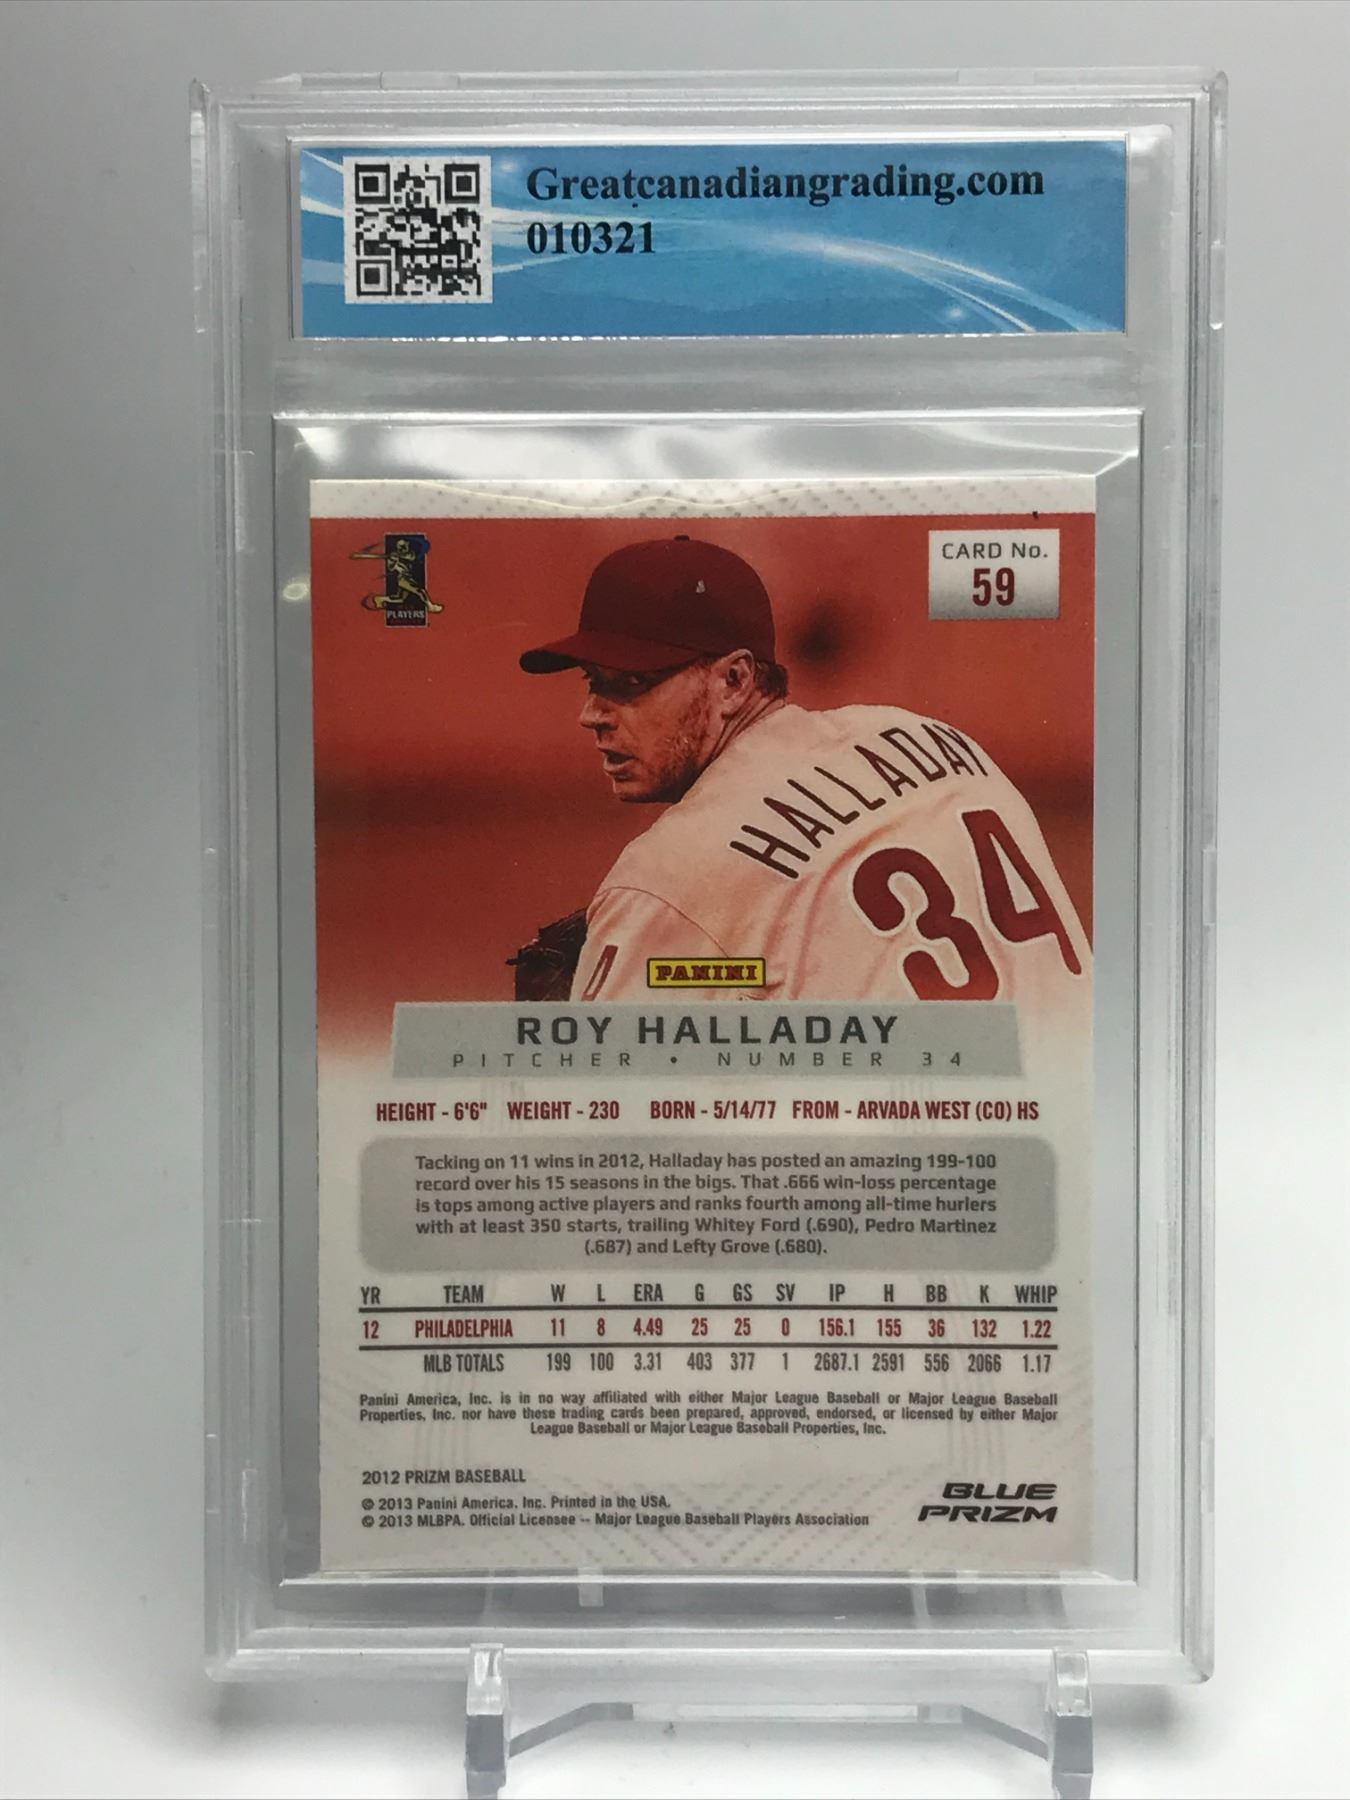 Greatcanadiangrading.com
010321
CARD No.
59
PLAYERS
HALLADAY
34
PANINI
ROY HALLADAY
PITCHER • NUMBER 34
HEIGHT - 6'6" WEIGHT - 230 BORN - 5/14/77 FROM - ARVADA WEST (CO) HS
Tacking on 11 wins in 2012, Halladay has posted an amazing 199-100
record over his 15 seasons in the bigs. That .666 win-loss percentage
is tops among active players and ranks fourth among all-time hurlers
with at least 350 starts, trailing Whitey Ford (.690), Pedro Martinez
(.687) and Lefty Grove (.680).
YR TEAM W L ERA G GS SV IP H BB K WHIP
12 PHILADELPHIA 11 8 4.49 25 25 0 156.1 155 36 132 1.22
MLB TOTALS 199 100 3.31 403 377 1 2687.1 2591 556 2066 1.17
Panini America, Inc. is in no way affiliated with either Major League Baseball or Major League Baseball
Properties, Inc. nor have these trading cards been prepared, approved, endorsed, or licensed by either Major
League Baseball or Major League Baseball Properties, Inc.
2012 PRIZM BASEBALL
© 2013 Panini America, Inc. Printed in the USA.
© 2013 MLBPA. Official Licensee -- Major League Baseball Players Association
BLUE
PRIZM